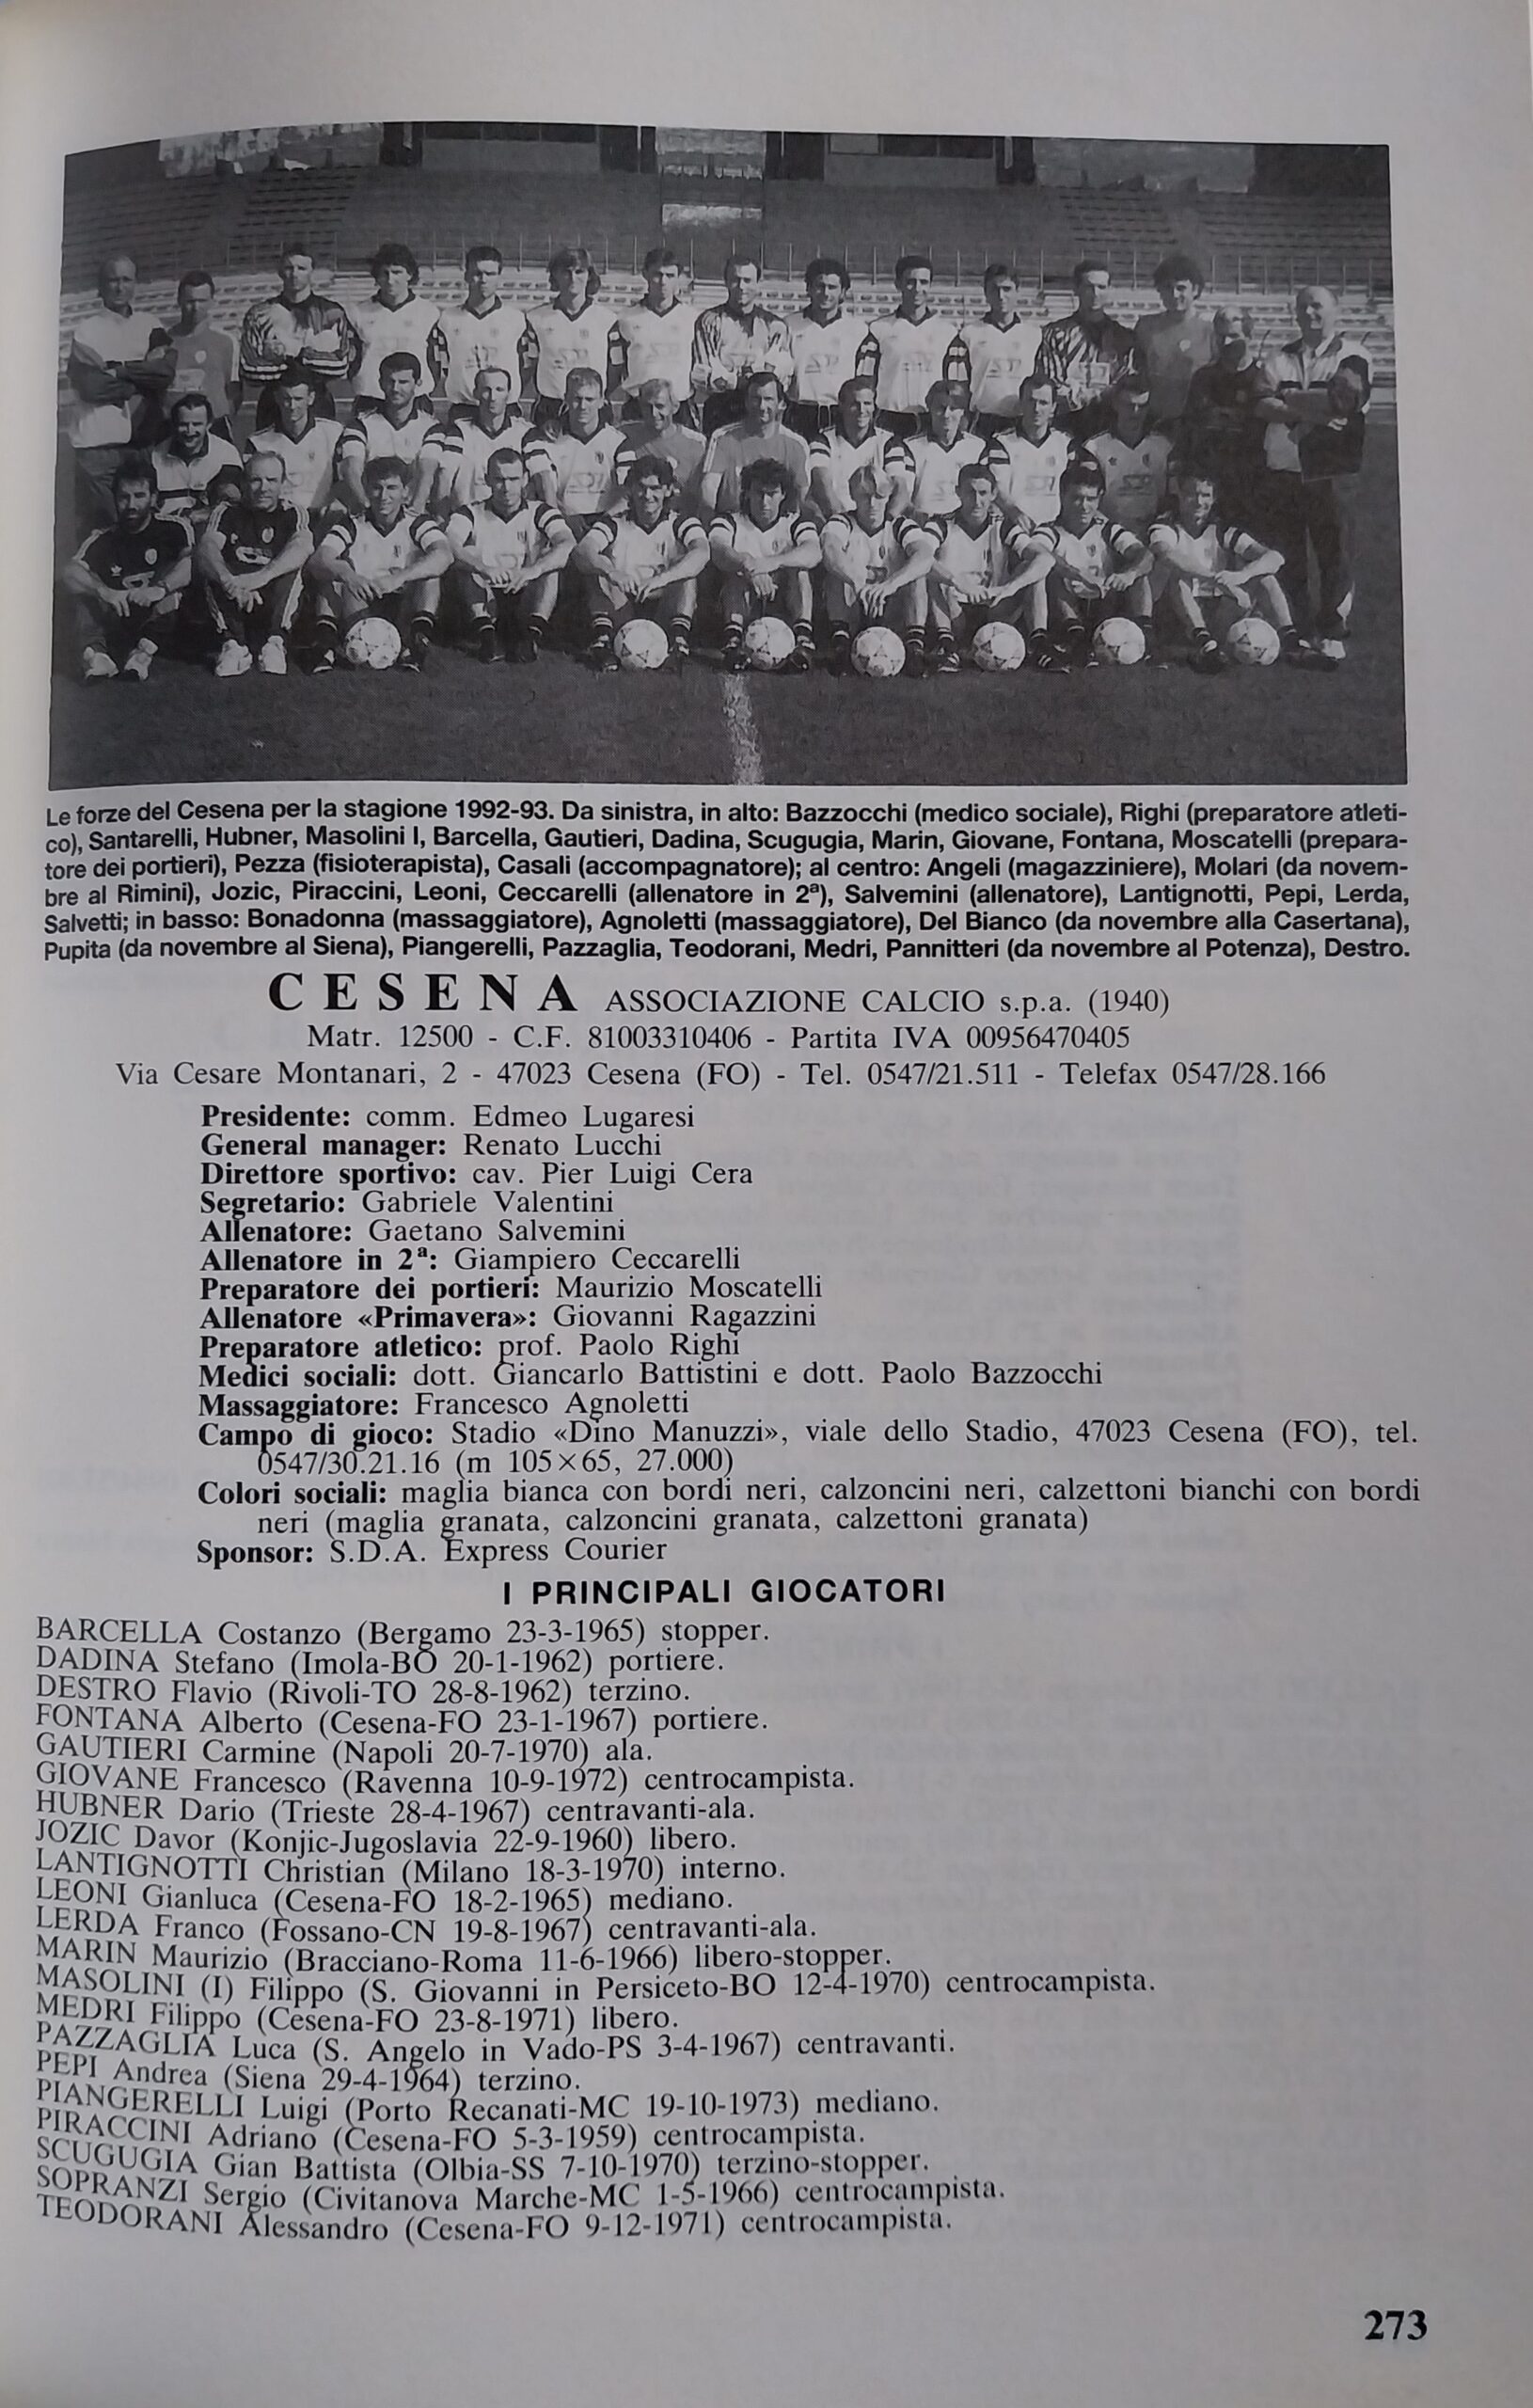 Le forze del Cesena per la stagione 1992-93. Da sinistra, in alto: Bazzocchi (medico sociale), Righi (preparatore atleti-
co), Santarelli, Hubner, Masolini I, Barcella, Gautieri, Dadina, Scugugia, Marin, Giovane, Fontana, Moscatelli (prepara-
tore dei portieri), Pezza (fisioterapista), Casali (accompagnatore); al centro: Angeli (magazziniere), Molari (da novem-
bre al Rimini), Jozic, Piraccini, Leoni, Ceccarelli (allenatore in 2ª), Salvemini (allenatore), Lantignotti, Pepi, Lerda,
Salvetti; in basso: Bonadonna (massaggiatore), Agnoletti (massaggiatore), Del Bianco (da novembre alla Casertana),
Pupita (da novembre al Siena), Piangerelli, Pazzaglia, Teodorani, Medri, Pannitteri (da novembre al Potenza), Destro.
CESENA ASSOCIAZIONE CALCIO s.p.a. (1940)
Matr. 12500 - C.F. 81003310406 - Partita IVA 00956470405
Via Cesare Montanari, 2 - 47023 Cesena (FO) - Tel. 0547/21.511 - Telefax 0547/28.166
Presidente: comm. Edmeo Lugaresi
General manager: Renato Lucchi
Direttore sportivo: cav. Pier Luigi Cera
Segretario: Gabriele Valentini
Allenatore: Gaetano Salvemini
Allenatore in 2ª: Giampiero Ceccarelli
Preparatore dei portieri: Maurizio Moscatelli
Allenatore «Primavera»: Giovanni Ragazzini
Preparatore atletico: prof. Paolo Righi
Medici sociali: dott. Giancarlo Battistini e dott. Paolo Bazzocchi
Massaggiatore: Francesco Agnoletti
Campo di gioco: Stadio «Dino Manuzzi», viale dello Stadio, 47023 Cesena (FO), tel.
0547/30.21.16 (m 105×65, 27.000)
Colori sociali: maglia bianca con bordi neri, calzoncini neri, calzettoni bianchi con bordi
neri (maglia granata, calzoncini granata, calzettoni granata)
Sponsor: S.D.A. Express Courier
I PRINCIPALI GIOCATORI
BARCELLA Costanzo (Bergamo 23-3-1965) stopper.
DADINA Stefano (Imola-BO 20-1-1962) portiere.
DESTRO Flavio (Rivoli-TO 28-8-1962) terzino.
FONTANA Alberto (Cesena-FO 23-1-1967) portiere.
GAUTIERI Carmine (Napoli 20-7-1970) ala.
GIOVANE Francesco (Ravenna 10-9-1972) centrocampista.
HUBNER Dario (Trieste 28-4-1967) centravanti-ala.
JOZIC Davor (Konjic-Jugoslavia 22-9-1960) libero.
LANTIGNOTTI Christian (Milano 18-3-1970) interno.
LEONI Gianluca (Cesena-FO 18-2-1965) mediano.
LERDA Franco (Fossano-CN 19-8-1967) centravanti-ala.
MARIN Maurizio (Bracciano-Roma 11-6-1966) libero-stopper.
MASOLINI (I) Filippo (S. Giovanni in Persiceto-BO 12-4-1970) centrocampista.
MEDRI Filippo (Cesena-FO 23-8-1971) libero.
PAZZAGLIA Luca (S. Angelo in Vado-PS 3-4-1967) centravanti.
PEPI Andrea (Siena 29-4-1964) terzino.
PIANGERELLI Luigi (Porto Recanati-MC 19-10-1973) mediano.
PIRACCINI Adriano (Cesena-FO 5-3-1959) centrocampista.
SCUGUGIA Gian Battista (Olbia-SS 7-10-1970) terzino-stopper.
SOPRANZI Sergio (Civitanova Marche-MC 1-5-1966) centrocampista.
TEODORANI Alessandro (Cesena-FO 9-12-1971) centrocampista.
273